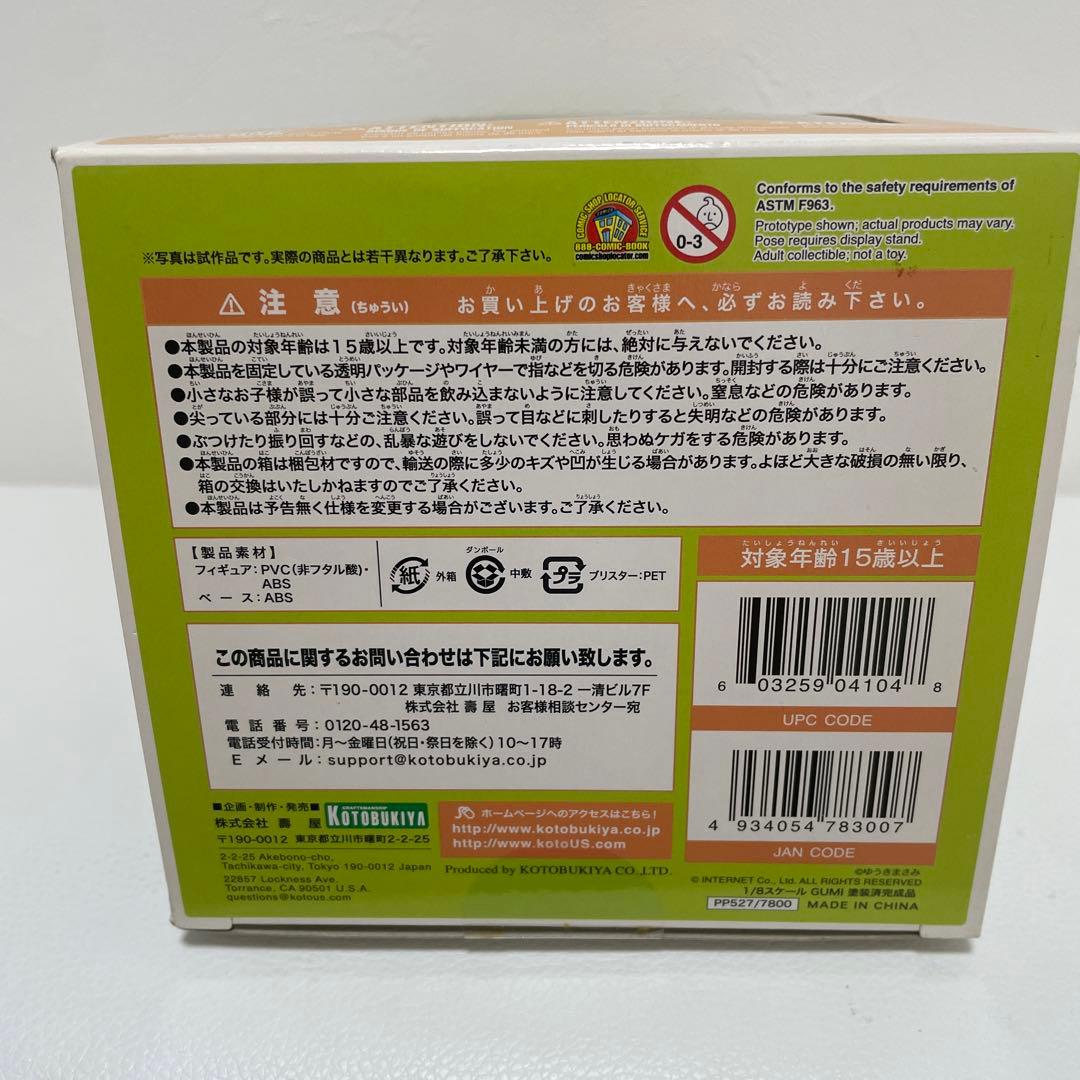 ATTENTION:
ATTENZIONE
COMIC SHOP LOCATOR SERVICE
888-COMIC-BOOK
comicshoplocator.com
0-3
Conforms to the safety requirements of
ASTM F963.
Prototype shown; actual products may vary.
Pose requires display stand.
Adult collectible; not a toy.
※写真は試作品です。実際の商品とは若干異なります。ご了承下さい。
注意(ちゅうい) お買い上げのお客様へ、必ずお読み下さい。
●本製品の対象年齢は15歳以上です。対象年齢未満の方には、絶対に与えないでください。
●本製品を固定している透明パッケージやワイヤーで指などを切る危険があります。開封する際は十分にご注意ください。
●小さなお子様が誤って小さな部品を飲み込まないように注意してください。窒息などの危険があります。
●尖っている部分には十分ご注意ください。誤って目などに刺したりすると失明などの危険があります。
●ぶつけたり振り回すなどの、乱暴な遊びをしないでください。思わぬケガをする危険があります。
●本製品の箱は梱包材ですので、輸送の際に多少のキズや凹が生じる場合があります。よほど大きな破損の無い限り、
箱の交換はいたしかねますのでご了承ください。
●本製品は予告無く仕様を変更する場合がございます。ご了承ください。
【製品素材】
フィギュア:PVC(非フタル酸)・
ABS
ベース:ABS
紙 外箱
ダンボール
中敷
プラ ブリスター:PET
たいしょうねんれい さいいじょう
対象年齢15歳以上
6 03259 04104 8
UPC CODE
4 934054 783007
JAN CODE
この商品に関するお問い合わせは下記にお願い致します。
連絡先:〒190-0012 東京都立川市曙町1-18-2 一清ビル7F
株式会社 壽屋 お客様相談センター宛
電話番号:0120-48-1563
電話受付時間:月〜金曜日(祝日・祭日を除く)10〜17時
Eメール:support@kotobukiya.co.jp
■企画・制作・発売■
株式会社 壽屋
CRAFTSMANSHIP
KOTOBUKIYA
〒190-0012 東京都立川市曙町2-2-25
2-2-25 Akebono-cho,
Tachikawa-city, Tokyo 190-0012 Japan
22857 Lockness Ave.
Torrance, CA 90501 U.S.A.
questions@kotous.com
ホームページへのアクセスはこちら!
http://www.kotobukiya.co.jp
http://www.kotoUS.com
Produced by KOTOBUKIYA CO.,LTD.
©ゆうきまさみ
© INTERNET Co., Ltd. ALL RIGHTS RESERVED
1/8スケール GUMI 塗装済完成品
PP527/7800 MADE IN CHINA